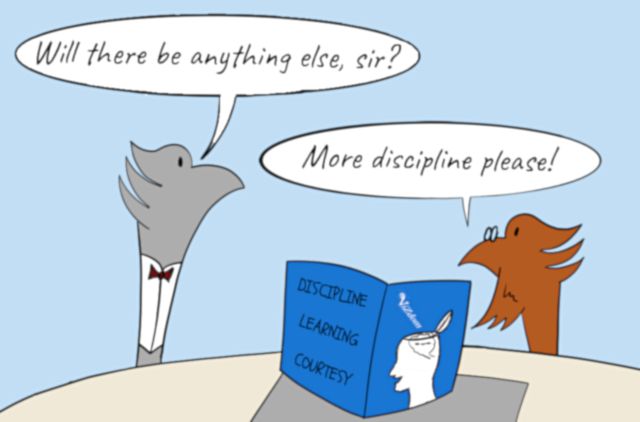 Will there be anything else, sir?
More discipline please!
DISCIPLINE
LEARNING
COURTESY